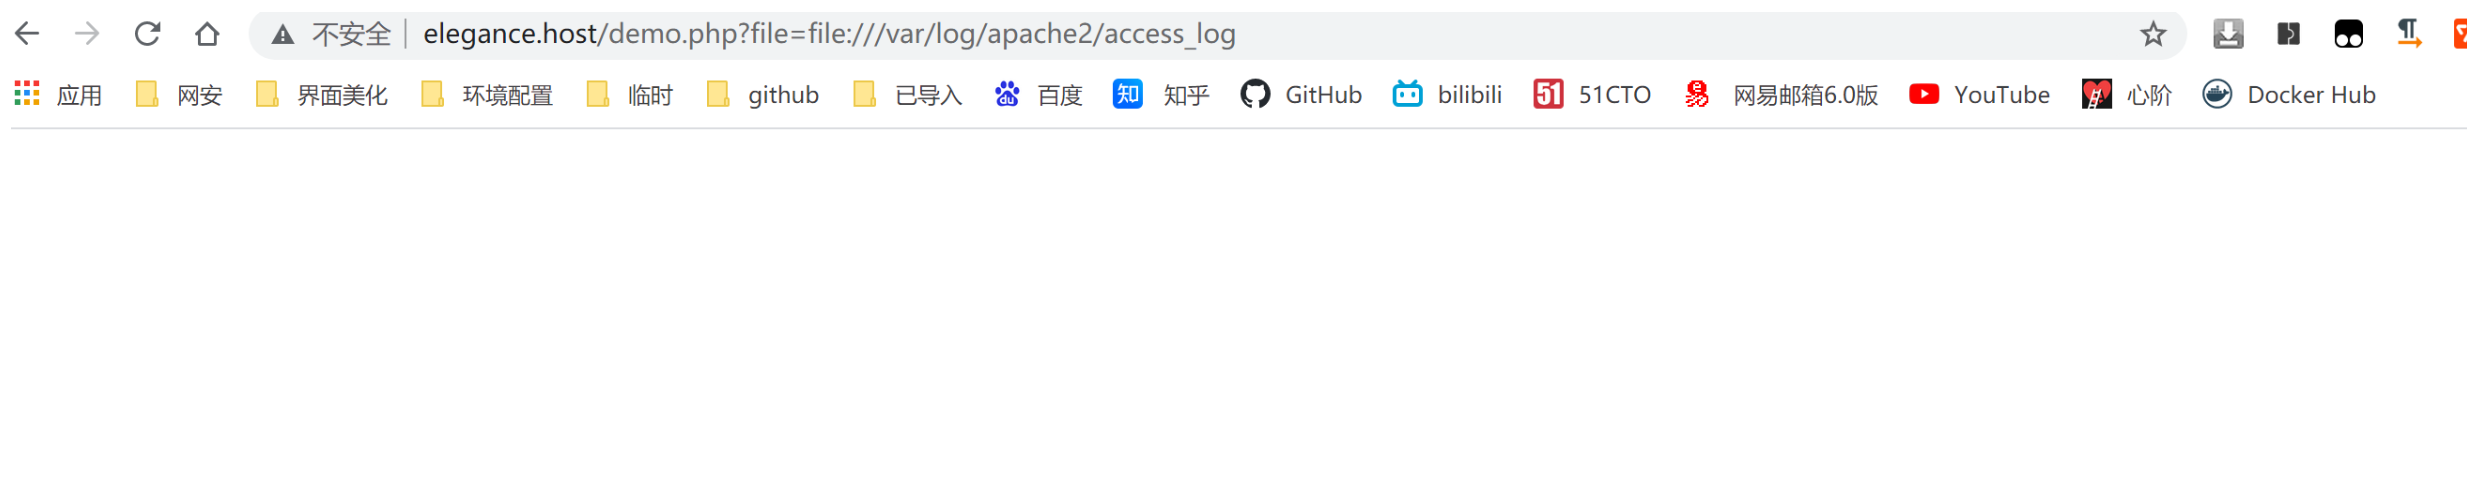 不安全 elegance.host/demo.php?file=file:///var/log/apache2/access_log
应用 网安 界面美化 环境配置 临时 github 已导入 du 百度 知 知乎 GitHub bilibili 51 51CTO 易 网易邮箱6.0版 YouTube 心阶 Docker Hub